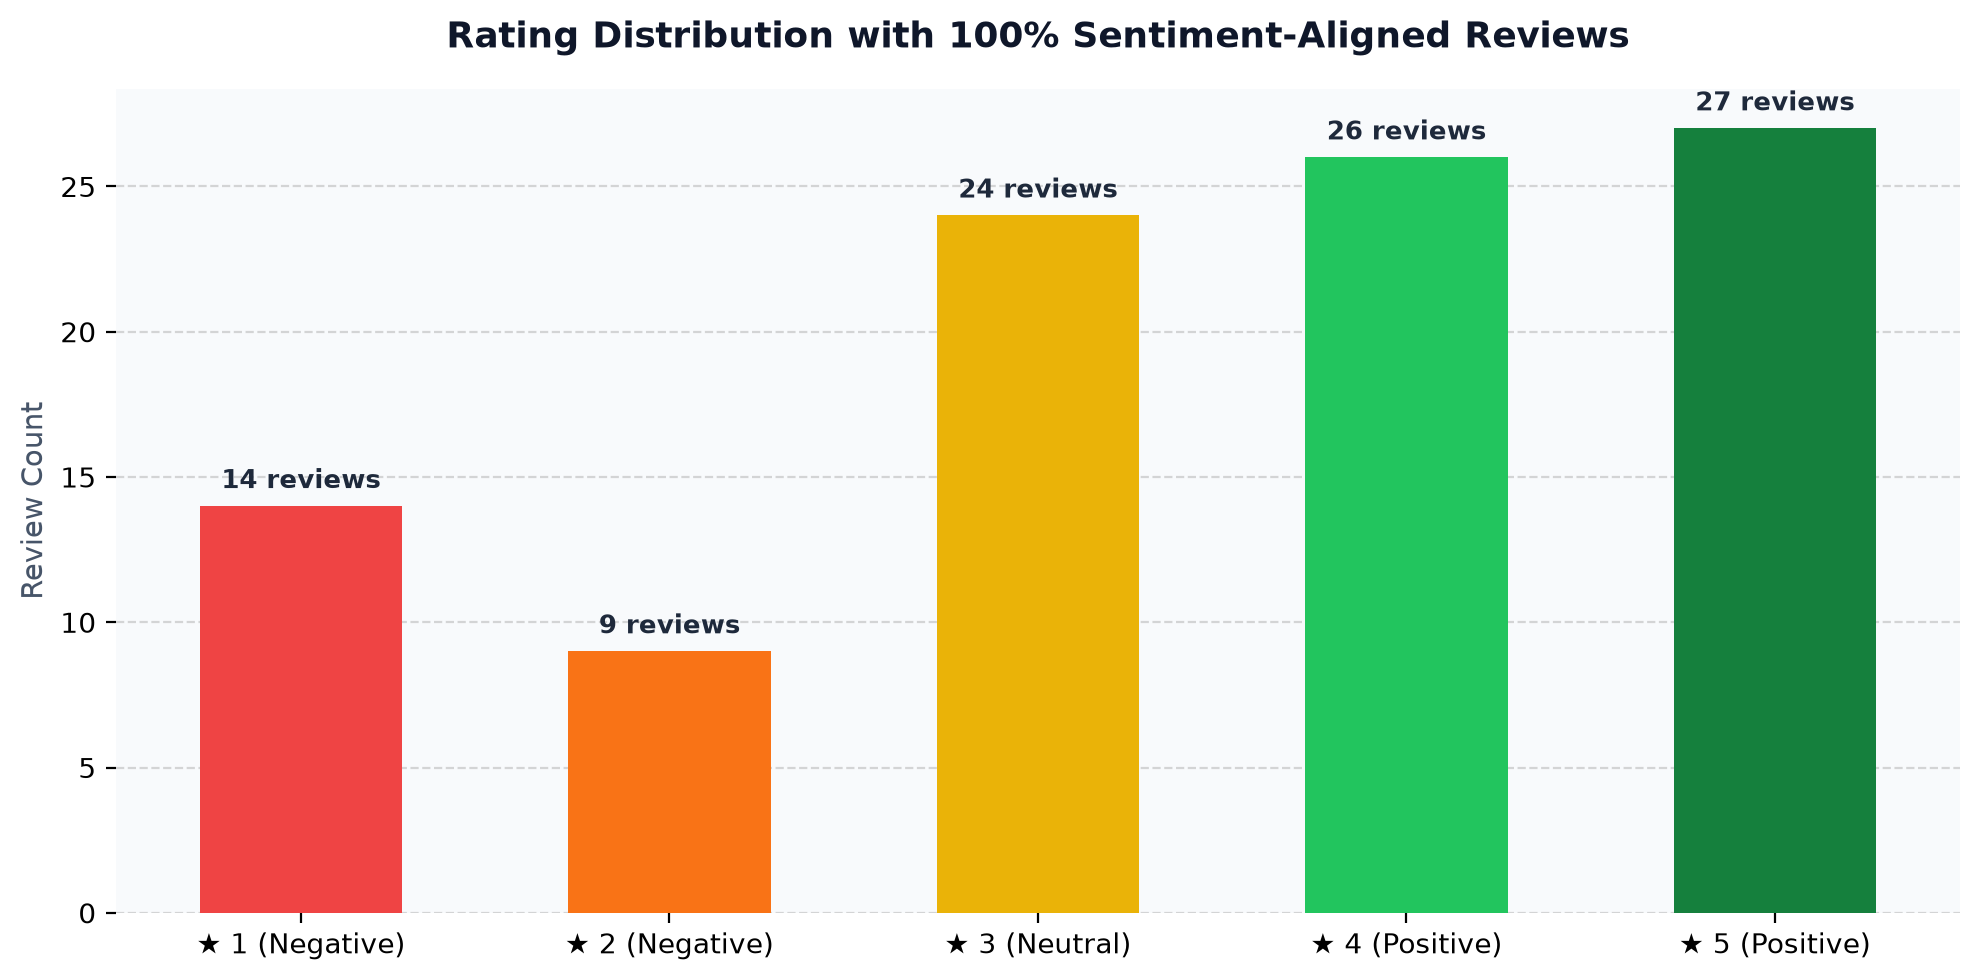 Rating Distribution with 100% Sentiment-Aligned Reviews
27 reviews
26 reviews
24 reviews
14 reviews
9 reviews
Review Count
25
20
15
10
5
0
★ 1 (Negative)
★ 2 (Negative)
★ 3 (Neutral)
★ 4 (Positive)
★ 5 (Positive)